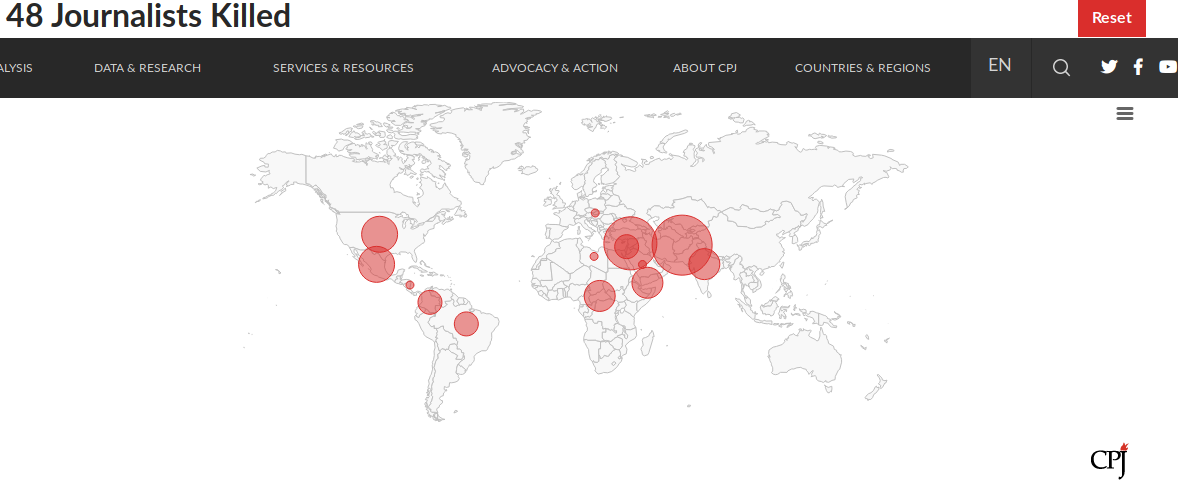 48 Journalists Killed
Reset
ALYSIS
DATA & RESEARCH
SERVICES & RESOURCES
ADVOCACY & ACTION
ABOUT CPJ
COUNTRIES & REGIONS
EN
CPJ